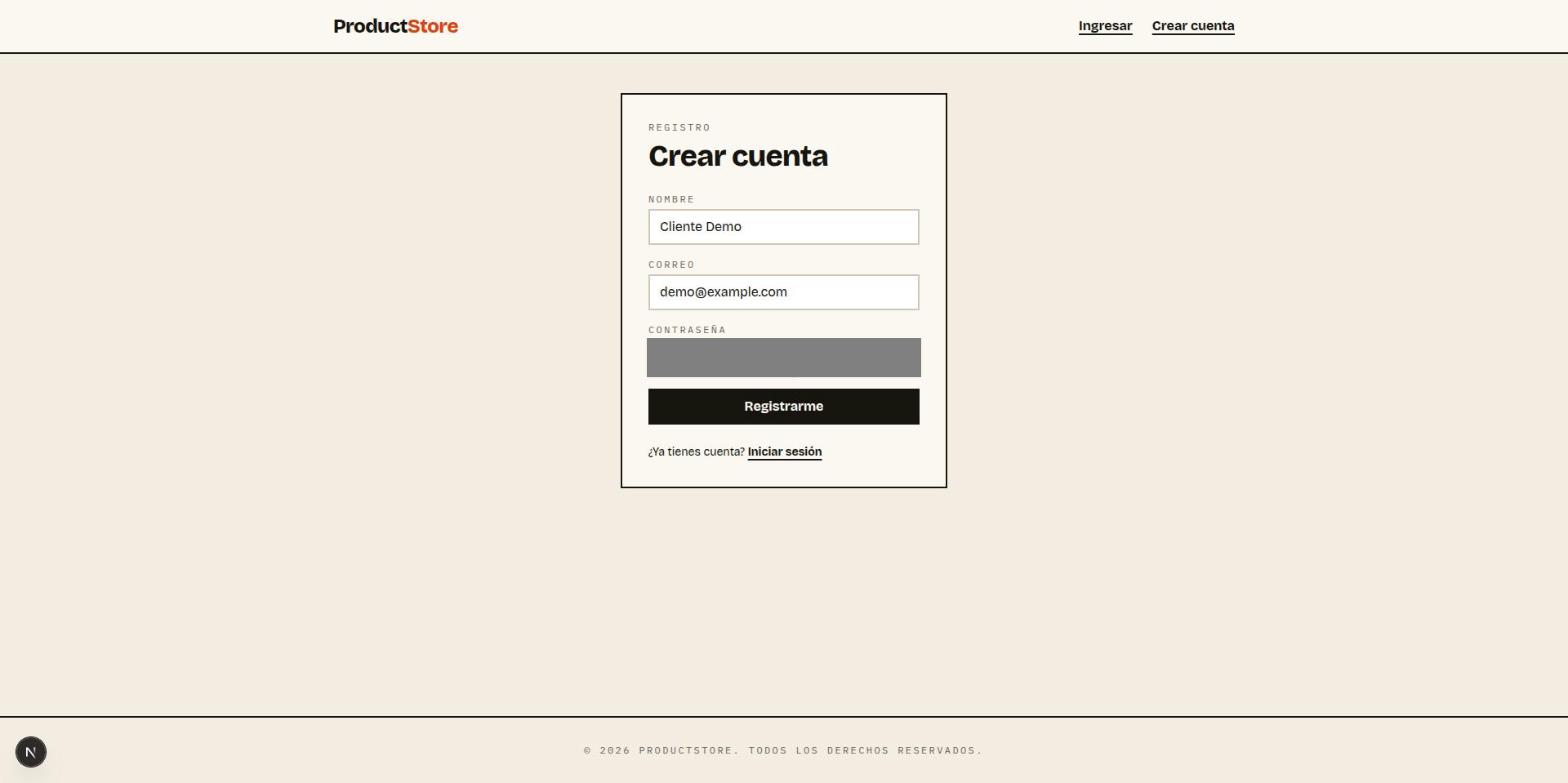 ProductStore
Ingresar Crear cuenta
REGISTRO
Crear cuenta
NOMBRE
Cliente Demo
CORREO
demo@example.com
CONTRASEÑA
Registrarme
¿Ya tienes cuenta? Iniciar sesión
N
© 2026 PRODUCTSTORE. TODOS LOS DERECHOS RESERVADOS.